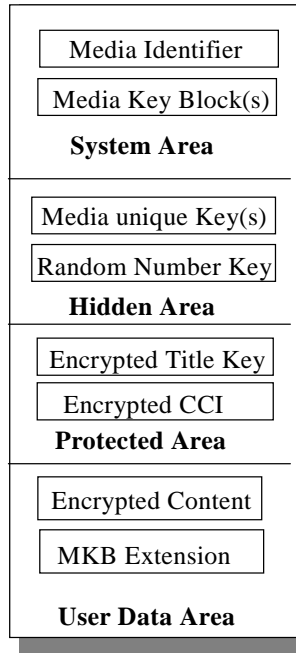 Media Identifier
Media Key Block(s)
System Area
Media unique Key(s)
Random Number Key
Hidden Area
Encrypted Title Key
Encrypted CCI
Protected Area
Encrypted Content
MKB Extension
User Data Area